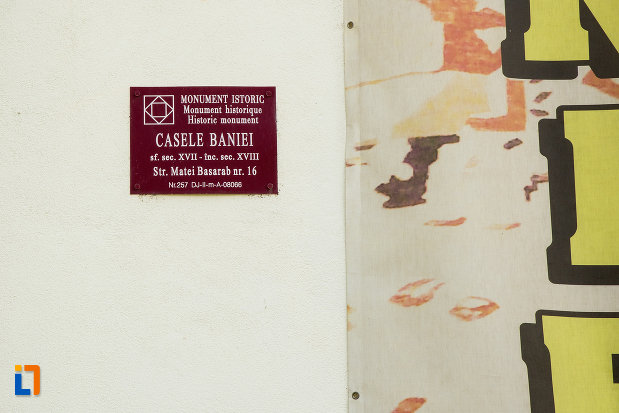 MONUMENT ISTORIC
Monument historique
Historic monument
CASELE BANIEI
sf. sec. XVII - înc. sec. XVIII
Str. Matei Basarab nr. 16
Nr.257 DJ-II-m-A-08066